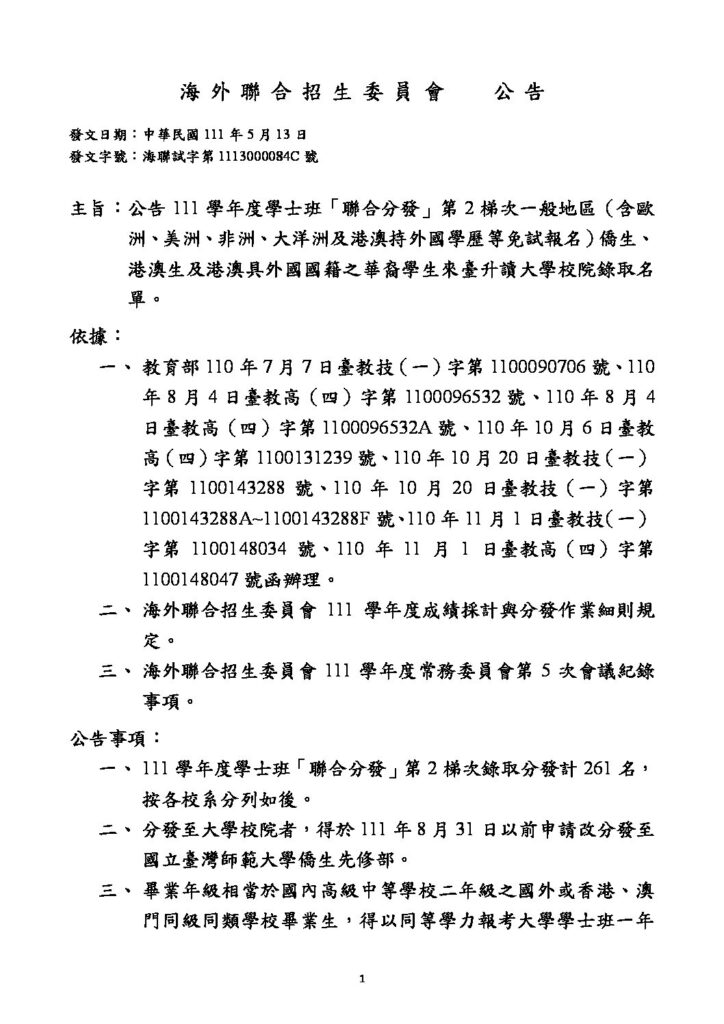 海外聯合招生委員會 公告
發文日期：中華民國111 年5月13日
發文字號：海聯試字第1113000084C 號
主旨：公告 111 學年度學士班「聯合分發」第 2 梯次一般地區（含歐
洲、美洲、非洲、大洋洲及港澳持外國學歷等免試報名）僑生、
港澳生及港澳具外國國籍之華裔學生來臺升讀大學校院錄取名
單。
依據：
一、 教育部 110 年 7 月 7 日臺教技（一）字第 1100090706 號、110
年 8 月 4 日臺教高（四）字第 1100096532 號、110 年 8 月 4
日臺教高（四）字第 1100096532A 號、110 年 10 月 6 日臺教
高（四）字第 1100131239 號、110 年 10 月 20 日臺教技（一）
字第 1100143288 號、110 年 10 月 20 日臺教技（一）字第
1100143288A~1100143288F 號、110 年 11 月 1 日臺教技（一）
字第 1100148034 號、110 年 11 月 1 日臺教高（四）字第
1100148047 號函辦理。
二、 海外聯合招生委員會 111 學年度成績採計與分發作業細則規
定。
三、 海外聯合招生委員會 111 學年度常務委員會第 5 次會議紀錄
事項。
公告事項：
一、 111 學年度學士班「聯合分發」第 2 梯次錄取分發計 261 名，
按各校系分列如後。
二、 分發至大學校院者，得於 111 年 8 月 31 日以前申請改分發至
國立臺灣師範大學僑生先修部。
三、 畢業年級相當於國內高級中等學校二年級之國外或香港、澳
門同級同類學校畢業生，得以同等學力報考大學學士班一年
1